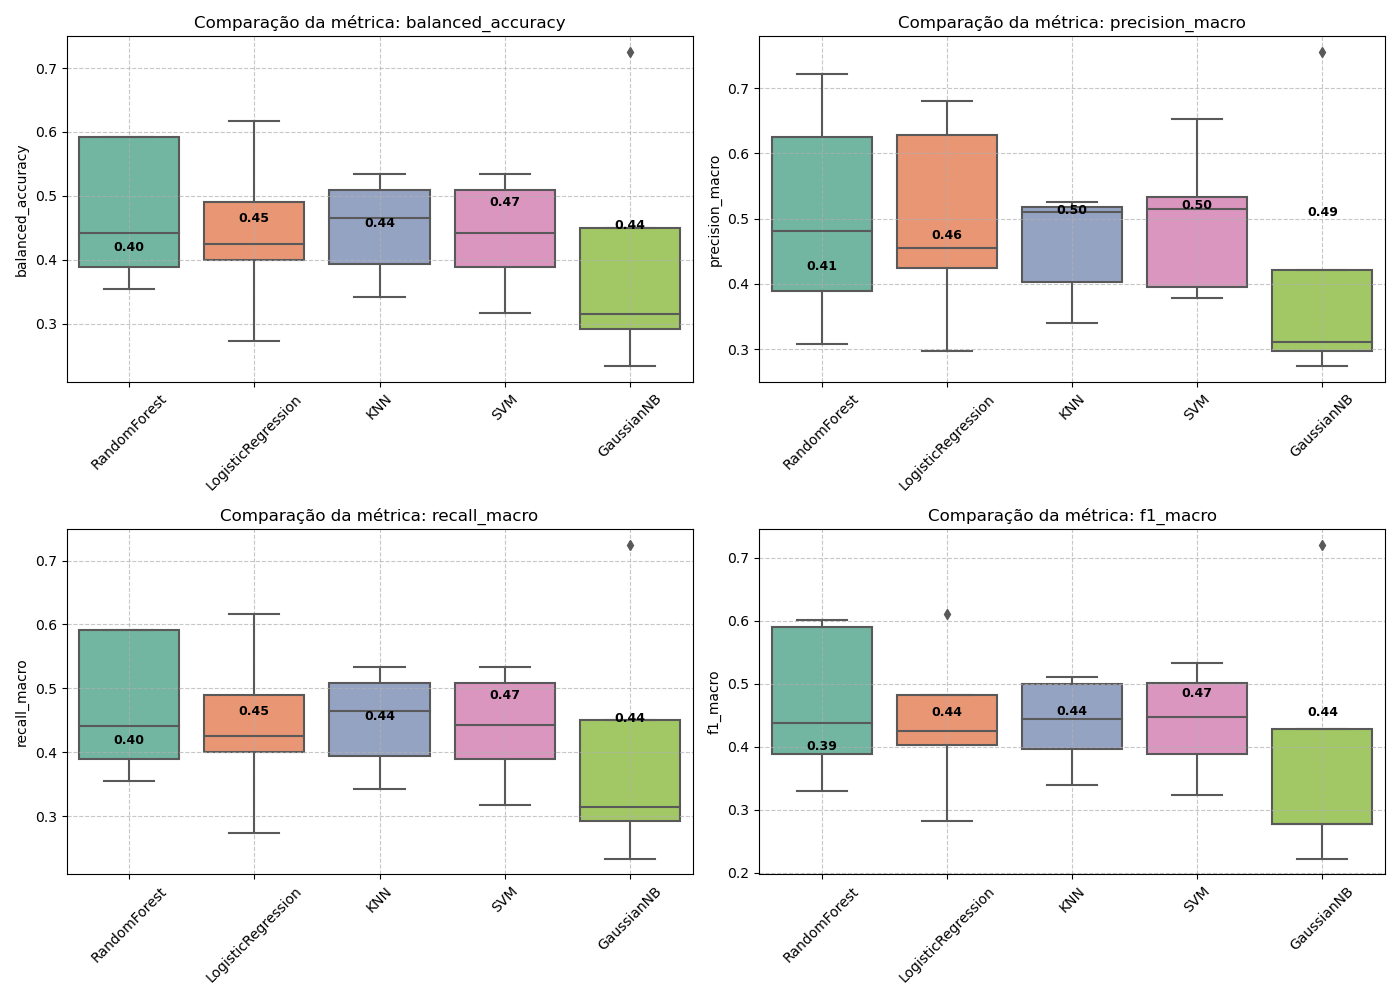 Comparação da métrica: balanced_accuracy
balanced_accuracy
0.7
0.6
0.5
0.4
0.3
0.40
0.45
0.44
0.47
0.44
RandomForest
LogisticRegression
KNN
SVM
GaussianNB
Comparação da métrica: precision_macro
precision_macro
0.7
0.6
0.5
0.4
0.3
0.41
0.46
0.50
0.50
0.49
RandomForest
LogisticRegression
KNN
SVM
GaussianNB
Comparação da métrica: recall_macro
recall_macro
0.7
0.6
0.5
0.4
0.3
0.40
0.45
0.44
0.47
0.44
RandomForest
LogisticRegression
KNN
SVM
GaussianNB
Comparação da métrica: f1_macro
f1_macro
0.7
0.6
0.5
0.4
0.3
0.2
0.39
0.44
0.44
0.47
0.44
RandomForest
LogisticRegression
KNN
SVM
GaussianNB